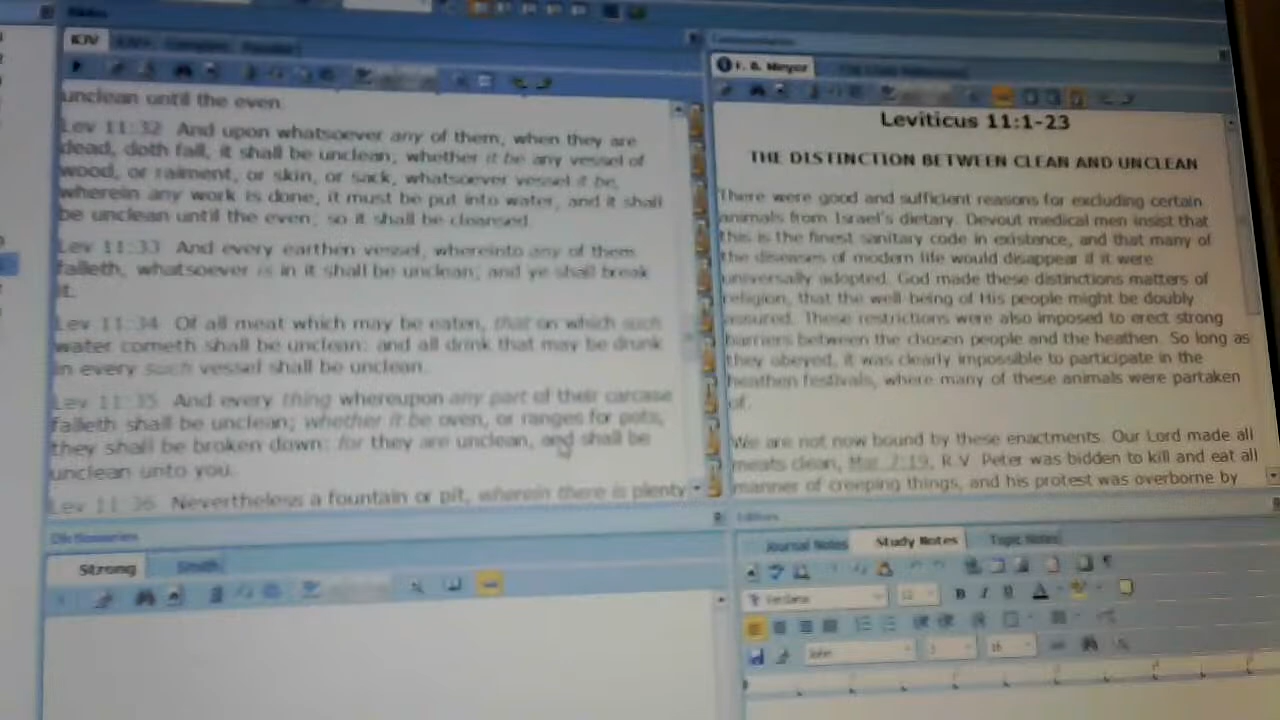 Bibles
KJV
unclean until the even.
Lev 11:32 And upon whatsoever any of them, when they are
dead, doth fall, it shall be unclean; whether it be any vessel of
wood, or raiment, or skin, or sack, whatsoever vessel it be,
wherein any work is done, it must be put into water, and it shall
be unclean until the even; so it shall be cleansed.
Lev 11:33 And every earthen vessel, whereinto any of them
falleth, whatsoever is in it shall be unclean; and ye shall break
it.
Lev 11:34 Of all meat which may be eaten, that on which such
water cometh shall be unclean: and all drink that may be drunk
in every such vessel shall be unclean.
Lev 11:35 And every thing whereupon any part of their carcase
falleth shall be unclean; whether it be oven, or ranges for pots,
they shall be broken down: for they are unclean, and shall be
unclean unto you.
Lev 11:36 Nevertheless a fountain or pit, wherein there is plenty
Dictionaries
Strong Smith
Commentaries
F. B. Meyer
Leviticus 11:1-23
THE DISTINCTION BETWEEN CLEAN AND UNCLEAN
There were good and sufficient reasons for excluding certain
animals from Israel's dietary. Devout medical men insist that
this is the finest sanitary code in existence, and that many of
the diseases of modern life would disappear if it were
universally adopted. God made these distinctions matters of
religion, that the well-being of His people might be doubly
assured. These restrictions were also imposed to erect strong
barriers between the chosen people and the heathen. So long as
they obeyed, it was clearly impossible to participate in the
heathen festivals, where many of these animals were partaken
of.
We are not now bound by these enactments. Our Lord made all
meats clean, Mar_7:19, R.V. Peter was bidden to kill and eat all
manner of creeping things, and his protest was overborne by
Editors
Journal Notes Study Notes Topic Notes
Verdana 12 B I U A
John 3 16